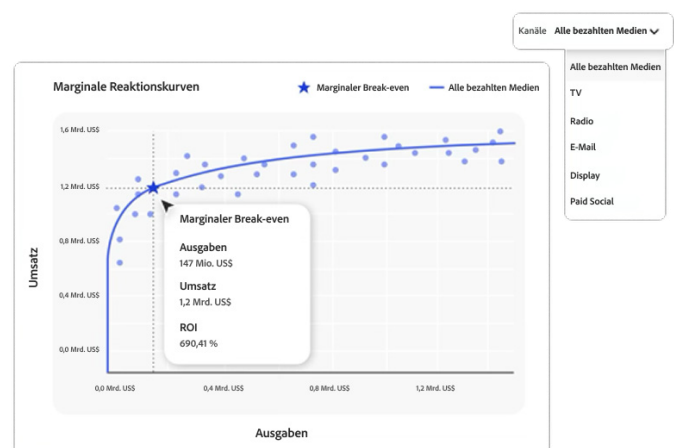 Kanäle Alle bezahlten Medien
Alle bezahlten Medien
TV
Radio
E-Mail
Display
Paid Social
Marginale Reaktionskurven
Marginaler Break-even
Alle bezahlten Medien
1,6 Mrd. US$
1,2 Mrd. US$
0,8 Mrd. US$
0,4 Mrd. US$
0,0 Mrd. US$
Umsatz
Marginaler Break-even
Ausgaben
147 Mio. US$
Umsatz
1,2 Mrd. US$
ROI
690,41 %
0,0 Mrd. US$ 0,4 Mrd. US$ 0,8 Mrd. US$ 1,2 Mrd. US$
Ausgaben